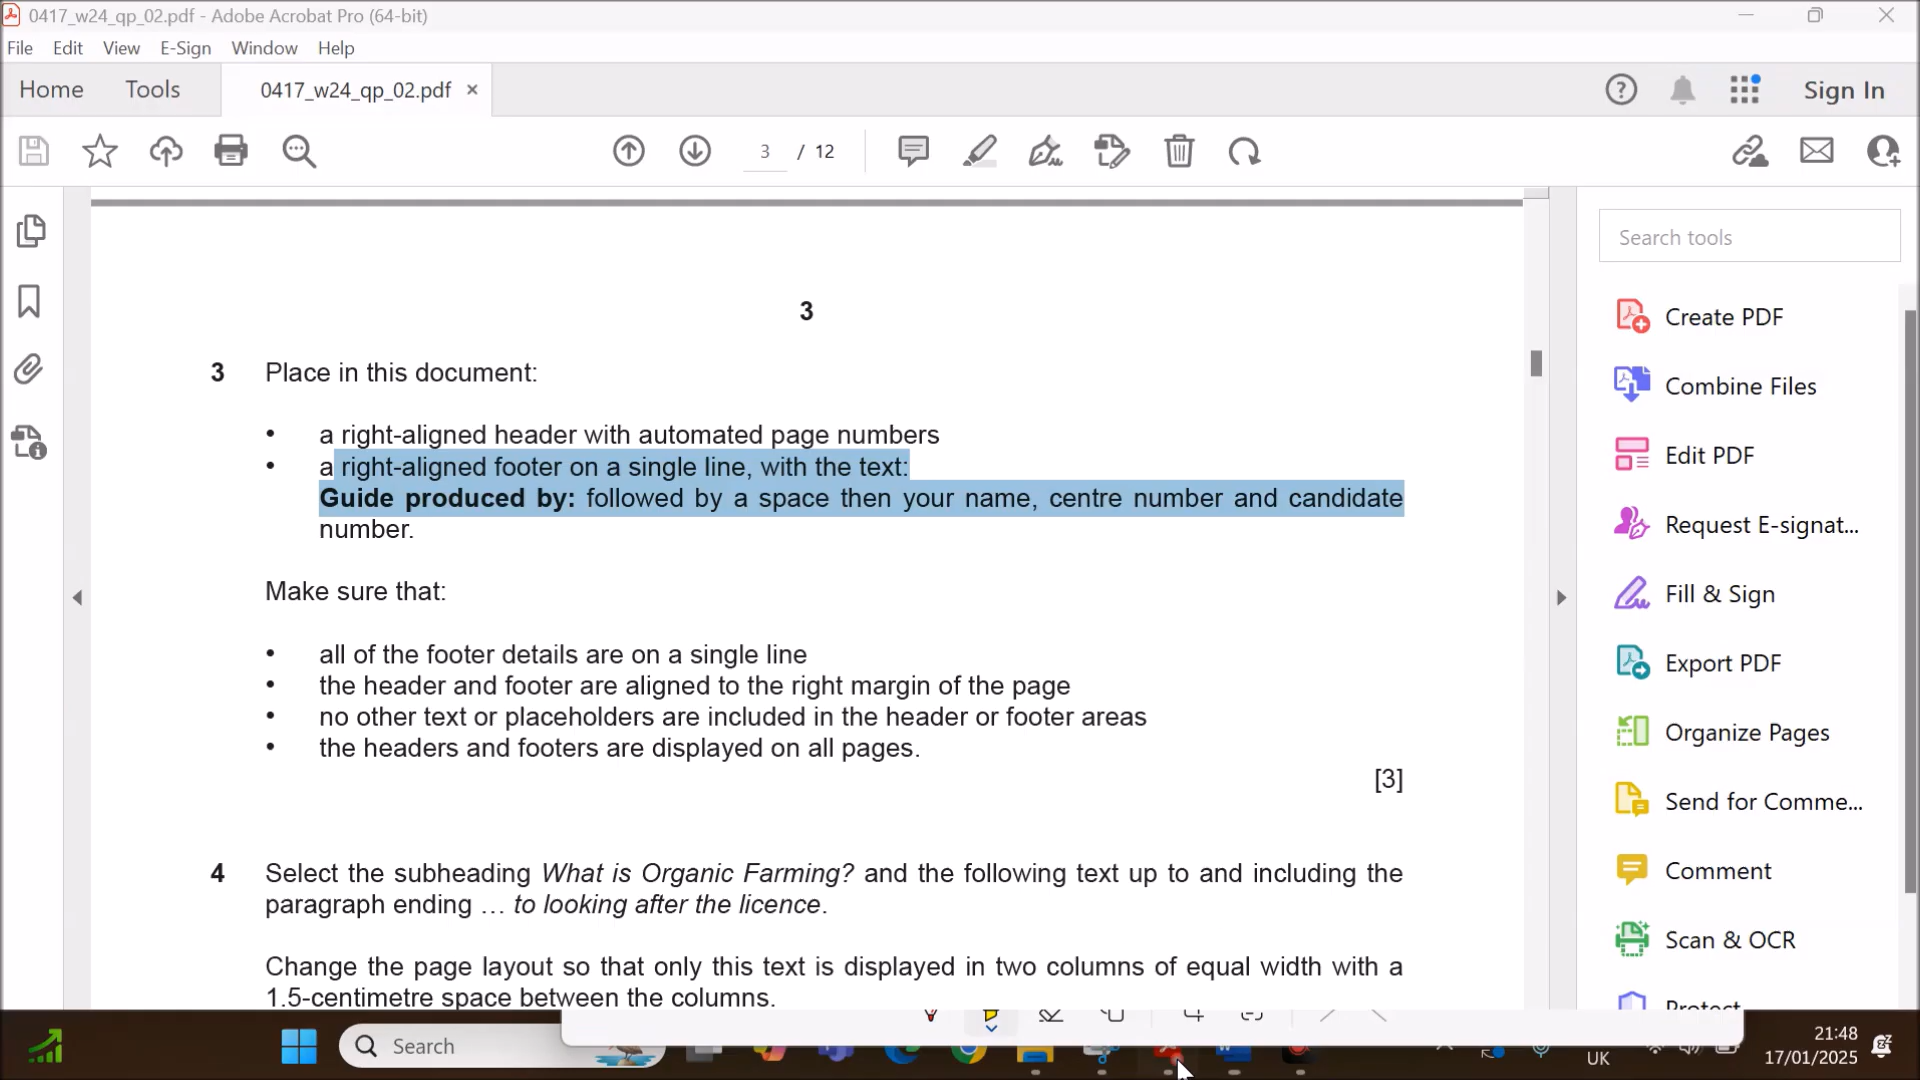 0417_w24_qp_02.pdf - Adobe Acrobat Pro (64-bit)
File Edit View E-Sign Window Help
Home Tools 0417_w24_qp_02.pdf × Sign In
3 / 12
Search tools
Create PDF
Combine Files
Edit PDF
Request E-signat...
Fill & Sign
Export PDF
Organize Pages
Send for Comme...
Comment
Scan & OCR
Protect
3
3 Place in this document:
• a right-aligned header with automated page numbers
• a right-aligned footer on a single line, with the text:
Guide produced by: followed by a space then your name, centre number and candidate
number.
Make sure that:
• all of the footer details are on a single line
• the header and footer are aligned to the right margin of the page
• no other text or placeholders are included in the header or footer areas
• the headers and footers are displayed on all pages.
[3]
4 Select the subheading What is Organic Farming? and the following text up to and including the
paragraph ending … to looking after the licence.
Change the page layout so that only this text is displayed in two columns of equal width with a
1.5-centimetre space between the columns.
Search
UK
21:48
17/01/2025